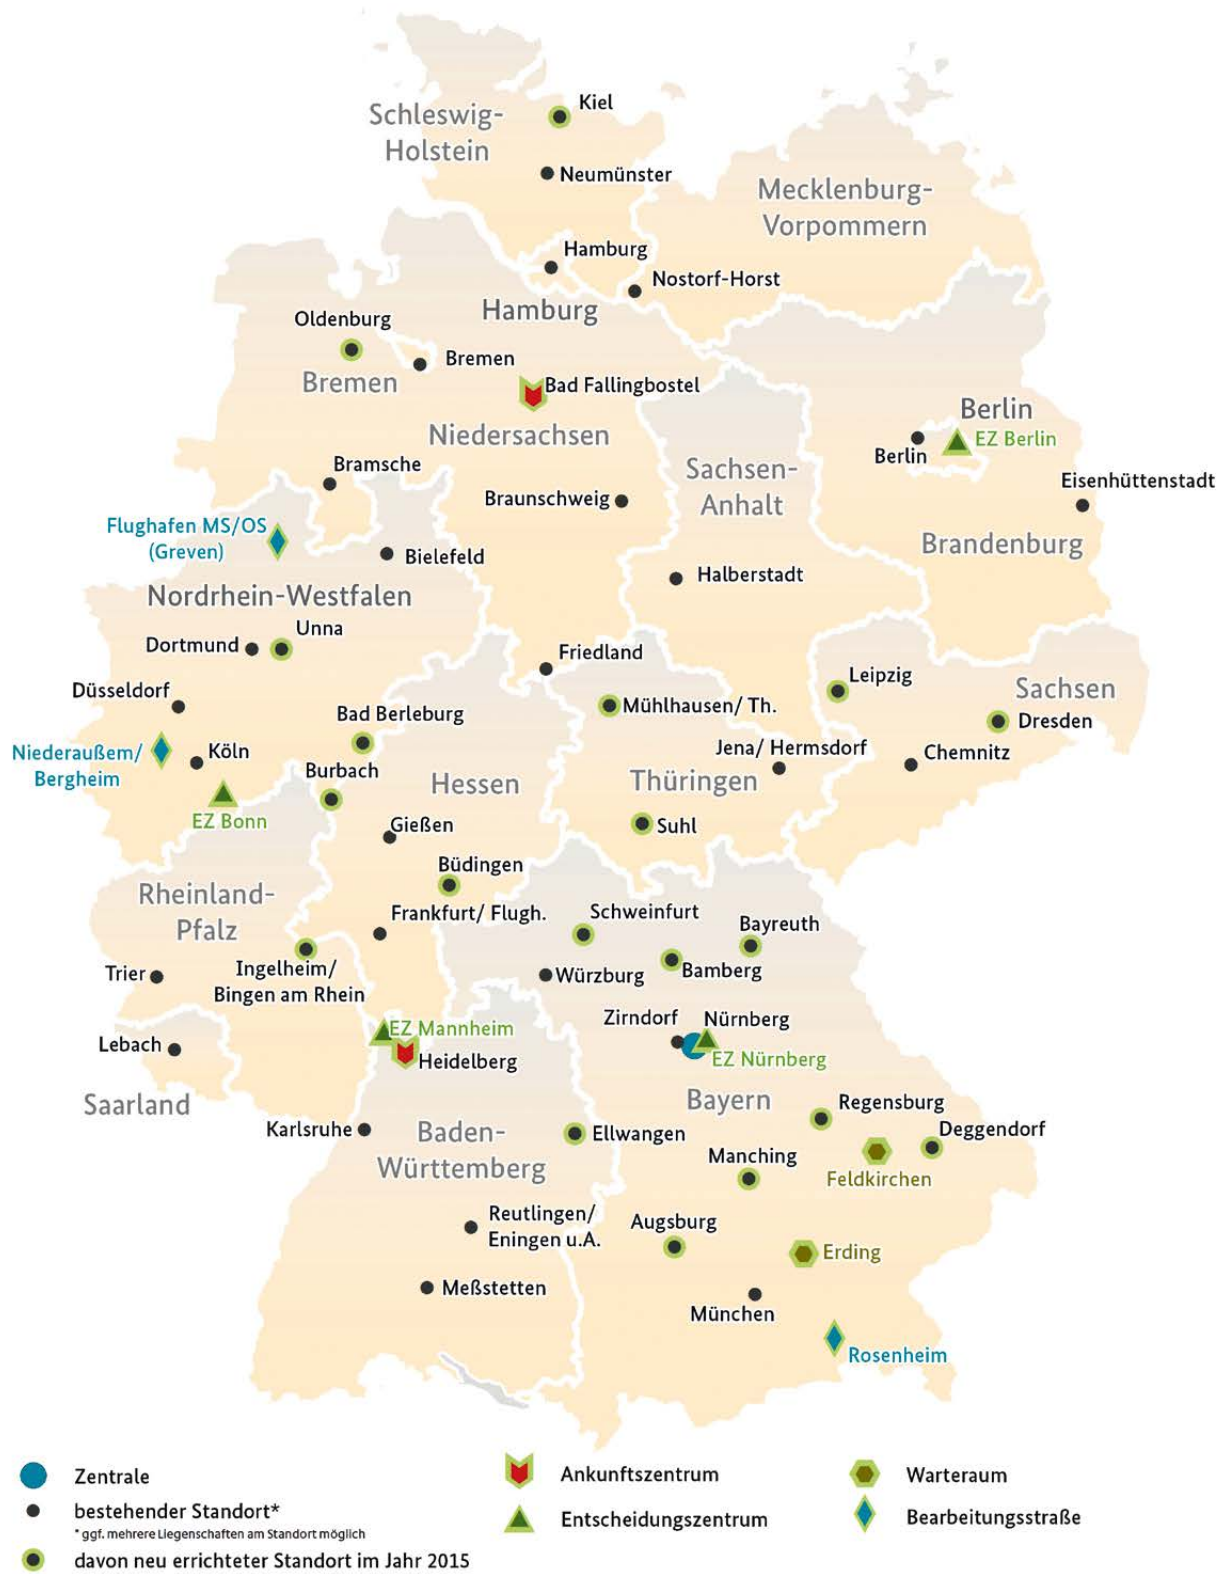 Kiel
Schleswig-
Holstein
Neumünster
Mecklenburg-
Vorpommern
Hamburg
Nostorf-Horst
Hamburg
Oldenburg
Bremen
Bremen
Bad Fallingbostel
Berlin
EZ Berlin
Berlin
Niedersachsen
Bramsche
Sachsen-
Anhalt
Eisenhüttenstadt
Braunschweig
Flughafen MS/OS
(Greven)
Bielefeld
Brandenburg
Halberstadt
Nordrhein-Westfalen
Unna
Dortmund
Friedland
Leipzig
Sachsen
Düsseldorf
Mühlhausen/ Th.
Bad Berleburg
Dresden
Niederaußem/
Bergheim
Köln
Jena/ Hermsdorf
Chemnitz
Burbach
Hessen
Thüringen
EZ Bonn
Gießen
Suhl
Büdingen
Rheinland-
Pfalz
Frankfurt/ Flugh.
Schweinfurt
Bayreuth
Trier
Ingelheim/
Bingen am Rhein
Würzburg
Bamberg
Zirndorf
Nürnberg
EZ Mannheim
Lebach
Heidelberg
EZ Nürnberg
Saarland
Bayern
Regensburg
Karlsruhe
Baden-
Württemberg
Ellwangen
Deggendorf
Manching
Feldkirchen
Reutlingen/
Eningen u.A.
Augsburg
Erding
Meßstetten
München
Rosenheim
Zentrale
bestehender Standort*
* ggf. mehrere Liegenschaften am Standort möglich
davon neu errichteter Standort im Jahr 2015
Ankunftszentrum
Entscheidungszentrum
Warteraum
Bearbeitungsstraße